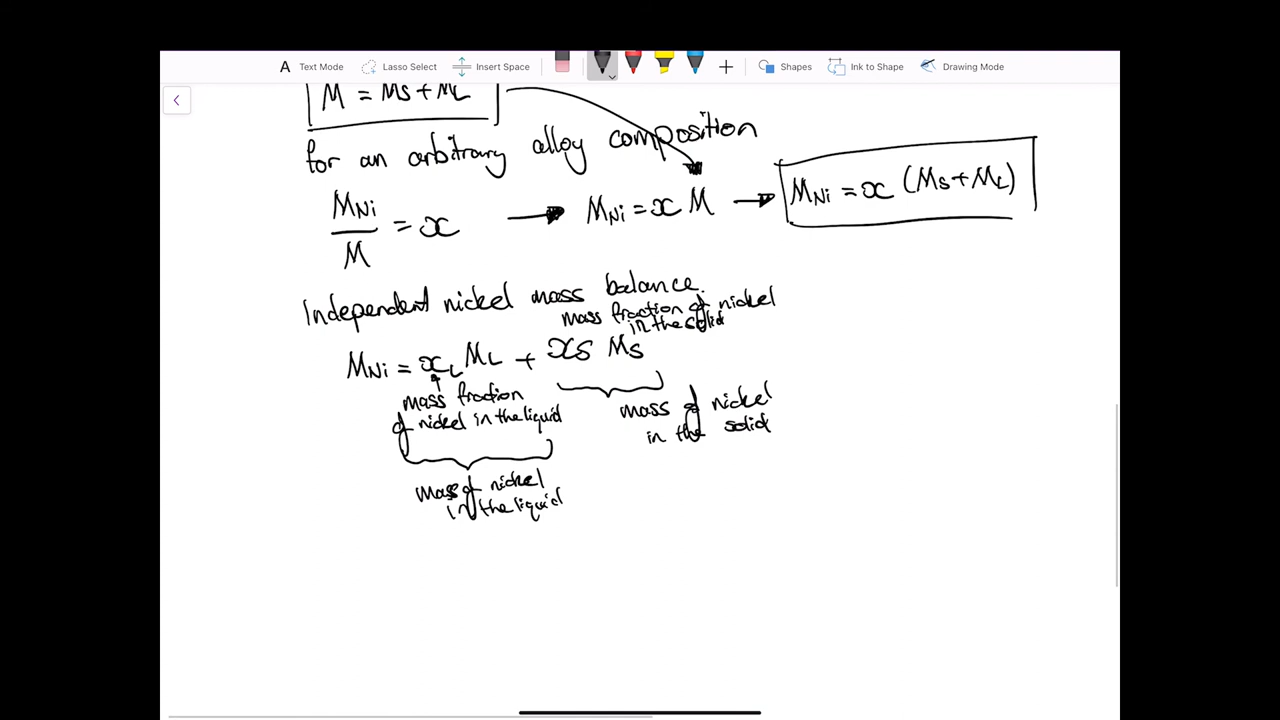 Text Mode Lasso Select Insert Space Shapes Ink to Shape Drawing Mode
M = Ms + ML
for an arbitrary alloy composition
MNi / M = x → MNi = x M → MNi = x (Ms + ML)
Independent nickel mass balance.
mass fraction of nickel
in the solid
MNi = xL ML + xs Ms
mass fraction
of nickel in the liquid
mass of nickel
in the solid
mass of nickel
in the liquid